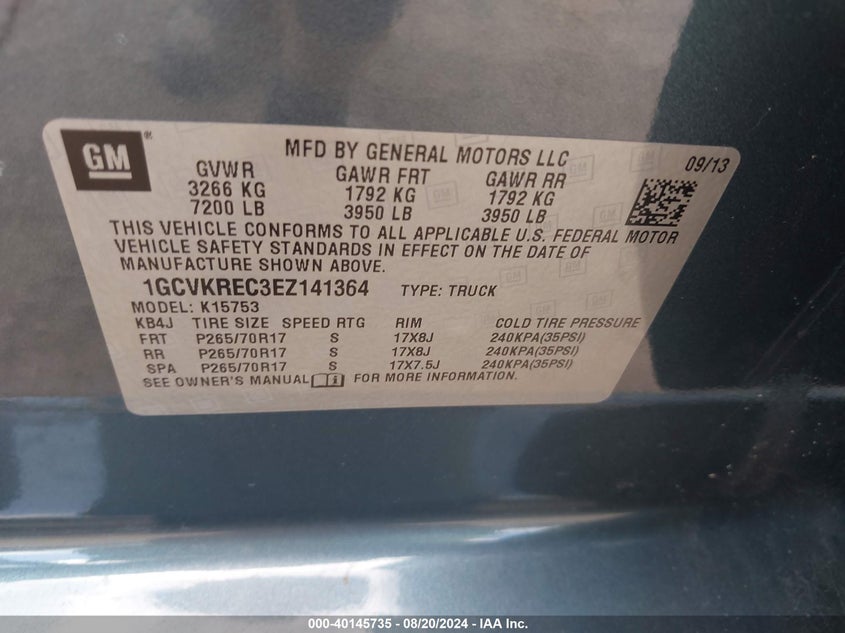 GM®
MFD BY GENERAL MOTORS LLC 09/13
GVWR GAWR FRT GAWR RR
3266 KG 1792 KG 1792 KG
7200 LB 3950 LB 3950 LB
THIS VEHICLE CONFORMS TO ALL APPLICABLE U.S. FEDERAL MOTOR
VEHICLE SAFETY STANDARDS IN EFFECT ON THE DATE OF
MANUFACTURE SHOWN ABOVE.
1GCVKREC3EZ141364 TYPE: TRUCK
MODEL: K15753
KB4J TIRE SIZE SPEED RTG RIM COLD TIRE PRESSURE
FRT P265/70R17 S 17X8J 240KPA(35PSI)
RR P265/70R17 S 17X8J 240KPA(35PSI)
SPA P265/70R17 S 17X7.5J 240KPA(35PSI)
SEE OWNER'S MANUAL FOR MORE INFORMATION.
000-40145735 - 08/20/2024 - IAA Inc.